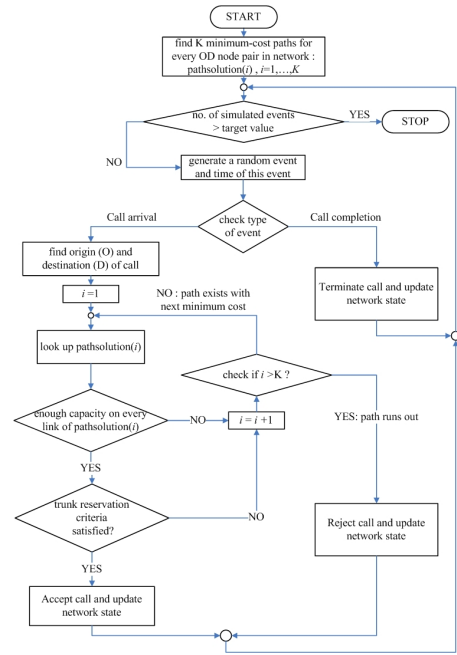 START
find K minimum-cost paths for
every OD node pair in network :
pathsolution(i) , i=1,…,K
no. of simulated events
> target value
YES
STOP
NO
generate a random event
and time of this event
check type
of event
Call arrival
Call completion
find origin (O) and
destination (D) of call
Terminate call and update
network state
i =1
NO : path exists with
next minimum cost
look up pathsolution(i)
check if i >K ?
enough capacity on every
link of pathsolution(i)
NO
i = i +1
YES: path runs out
YES
trunk reservation
criteria
satisfied?
NO
Reject call and update
network state
YES
Accept call and update
network state